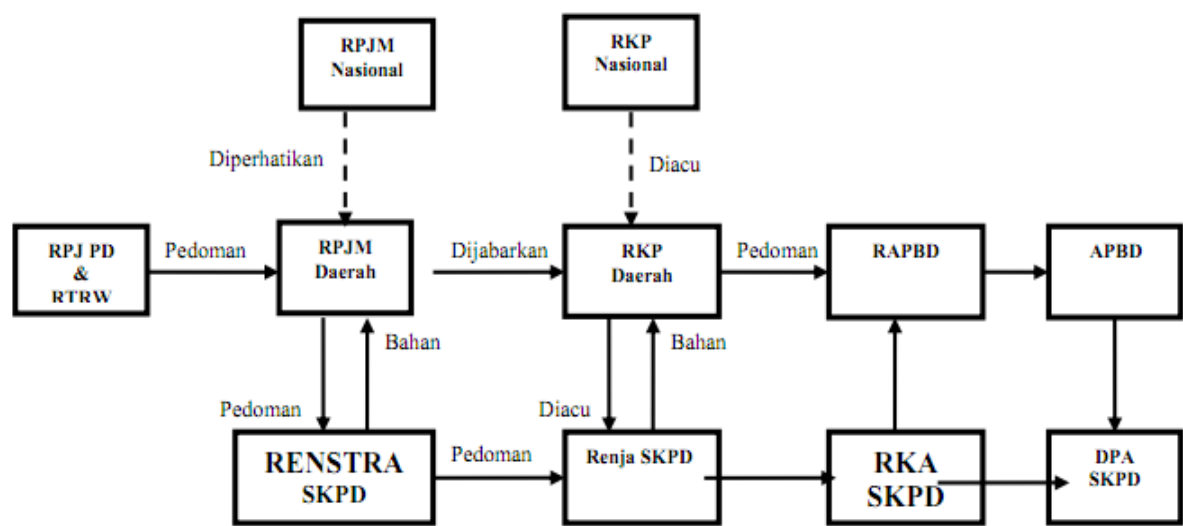 RPJM
Nasional
RKP
Nasional
Diperhatikan
Diacu
RPJ PD
&
RTRW
Pedoman
RPJM
Daerah
Dijabarkan
RKP
Daerah
Pedoman
RAPBD
APBD
Bahan
Bahan
Pedoman
Diacu
RENSTRA
SKPD
Pedoman
Renja SKPD
RKA
SKPD
DPA
SKPD